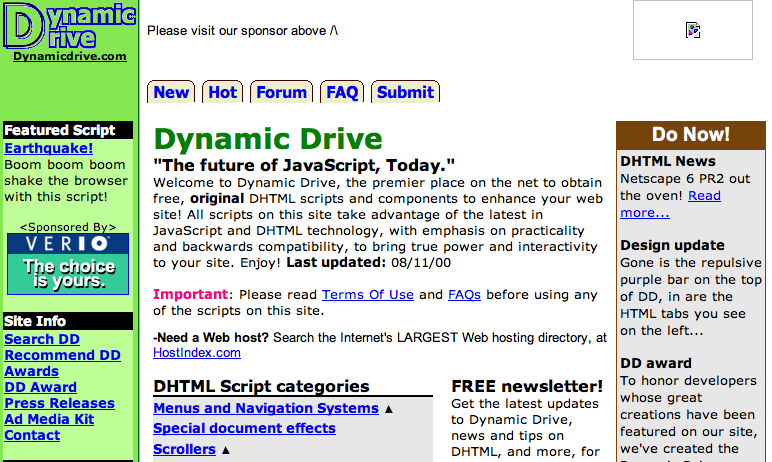 Dynamic
Drive
Dynamicdrive.com
Please visit our sponsor above /\
New
Hot
Forum
FAQ
Submit
Featured Script
Earthquake!
Boom boom boom
shake the browser
with this script!
<Sponsored By>
VERIO
The choice
is yours.
Site Info
Search DD
Recommend DD
Awards
DD Award
Press Releases
Ad Media Kit
Contact
Dynamic Drive
"The future of JavaScript, Today."
Welcome to Dynamic Drive, the premier place on the net to obtain
free, original DHTML scripts and components to enhance your web
site! All scripts on this site take advantage of the latest in
JavaScript and DHTML technology, with emphasis on practicality
and backwards compatibility, to bring true power and interactivity
to your site. Enjoy! Last updated: 08/11/00
Important: Please read Terms Of Use and FAQs before using any
of the scripts on this site.
-Need a Web host? Search the Internet's LARGEST Web hosting directory, at
HostIndex.com
DHTML Script categories
Menus and Navigation Systems ▲
Special document effects
Scrollers ▲
FREE newsletter!
Get the latest updates
to Dynamic Drive,
news and tips on
DHTML, and more, for
Do Now!
DHTML News
Netscape 6 PR2 out
the oven! Read
more...
Design update
Gone is the repulsive
purple bar on the top
of DD, in are the
HTML tabs you see
on the left...
DD award
To honor developers
whose great
creations have been
featured on our site,
we've created the